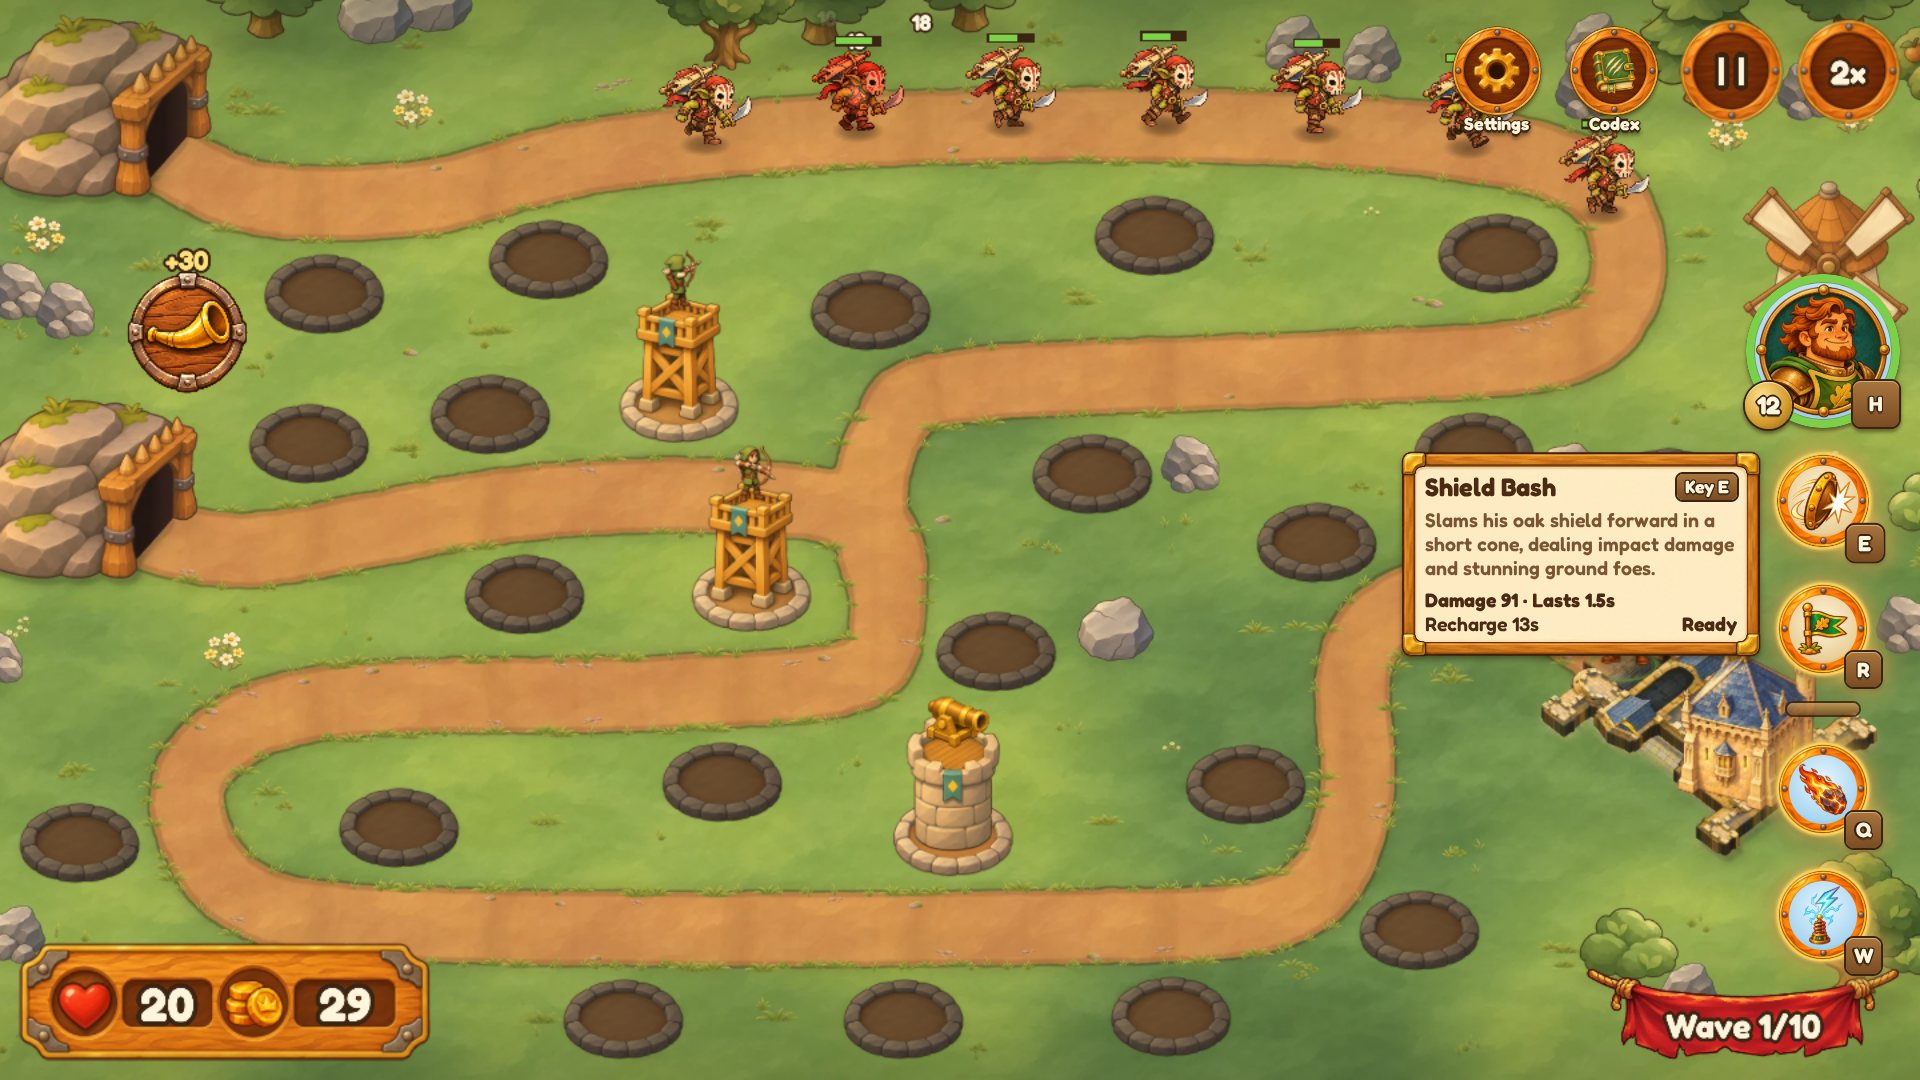 18
Settings
Codex
2x
+30
12
H
Shield Bash
Key E
Slams his oak shield forward in a
short cone, dealing impact damage
and stunning ground foes.
Damage 91 · Lasts 1.5s
Recharge 13s
Ready
E
R
Q
W
20
29
Wave 1/10